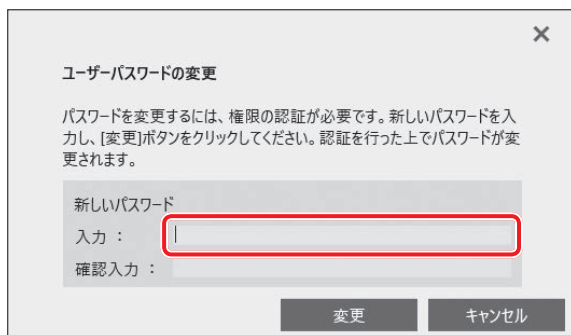 ユーザーパスワードの変更
パスワードを変更するには、権限の認証が必要です。新しいパスワードを入
力し、[変更]ボタンをクリックしてください。認証を行った上でパスワードが変
更されます。
新しいパスワード
入力 :
確認入力 :
変更 キャンセル